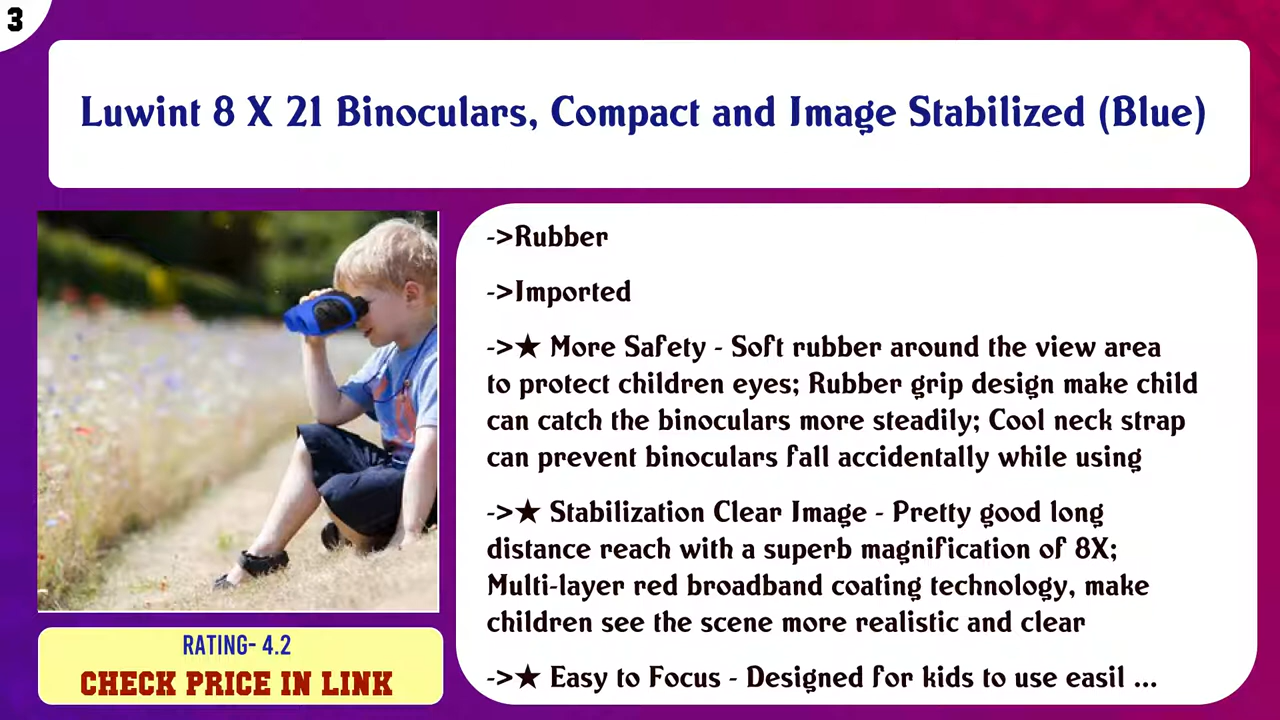 3
Luwint 8 X 21 Binoculars, Compact and Image Stabilized (Blue)
->Rubber
->Imported
->★ More Safety - Soft rubber around the view area
to protect children eyes; Rubber grip design make child
can catch the binoculars more steadily; Cool neck strap
can prevent binoculars fall accidentally while using
->★ Stabilization Clear Image - Pretty good long
distance reach with a superb magnification of 8X;
Multi-layer red broadband coating technology, make
children see the scene more realistic and clear
->★ Easy to Focus - Designed for kids to use easil ...
RATING- 4.2
CHECK PRICE IN LINK